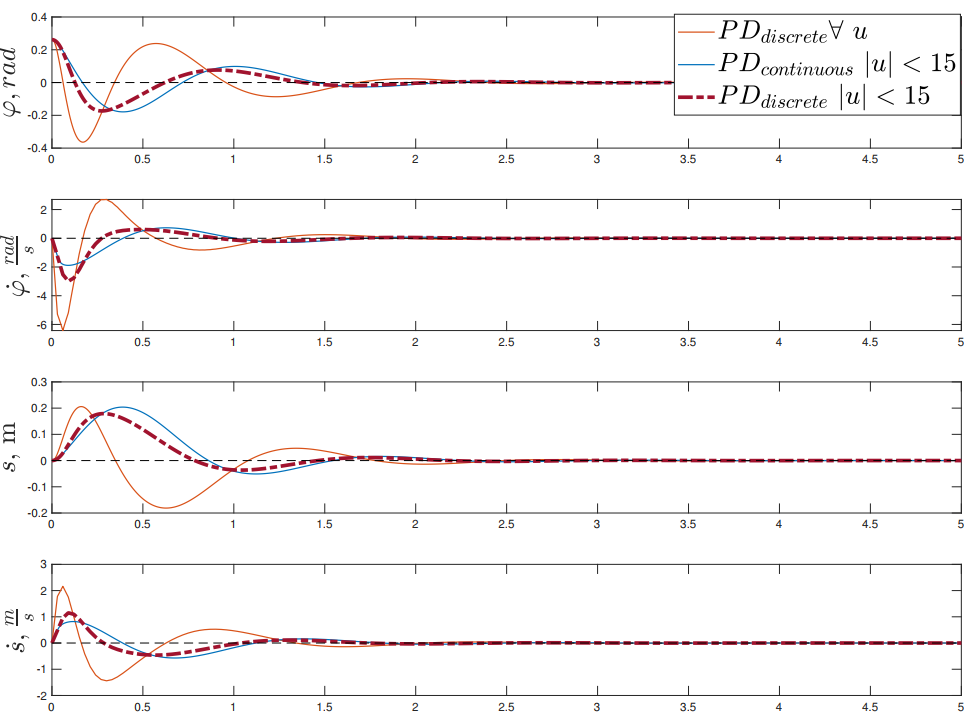 PD_{discrete} ∀ u
PD_{continuous} |u| < 15
PD_{discrete} |u| < 15
φ, rad
0.4
0.2
0
-0.2
-0.4
0 0.5 1 1.5 2 2.5 3 3.5 4 4.5 5
φ̇, rad/s
2
0
-2
-4
-6
0 0.5 1 1.5 2 2.5 3 3.5 4 4.5 5
s, m
0.3
0.2
0.1
0
-0.1
-0.2
0 0.5 1 1.5 2 2.5 3 3.5 4 4.5 5
ṡ, m/s
3
2
1
0
-1
-2
0 0.5 1 1.5 2 2.5 3 3.5 4 4.5 5